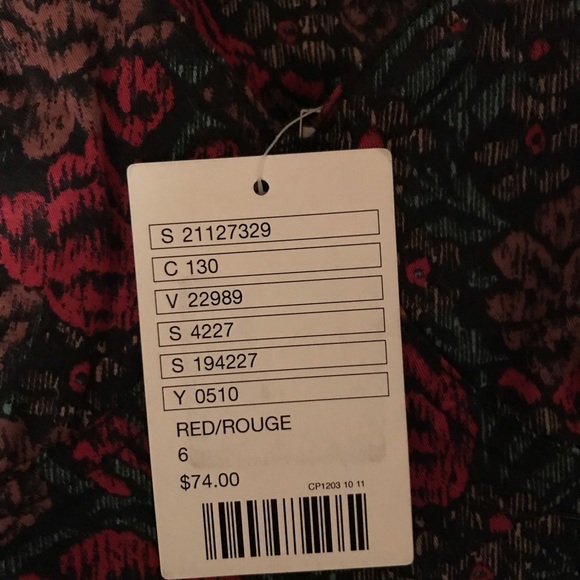 S 21127329
C 130
V 22989
S 4227
S 194227
Y 0510
RED/ROUGE
6
$74.00
CP1203 10 11